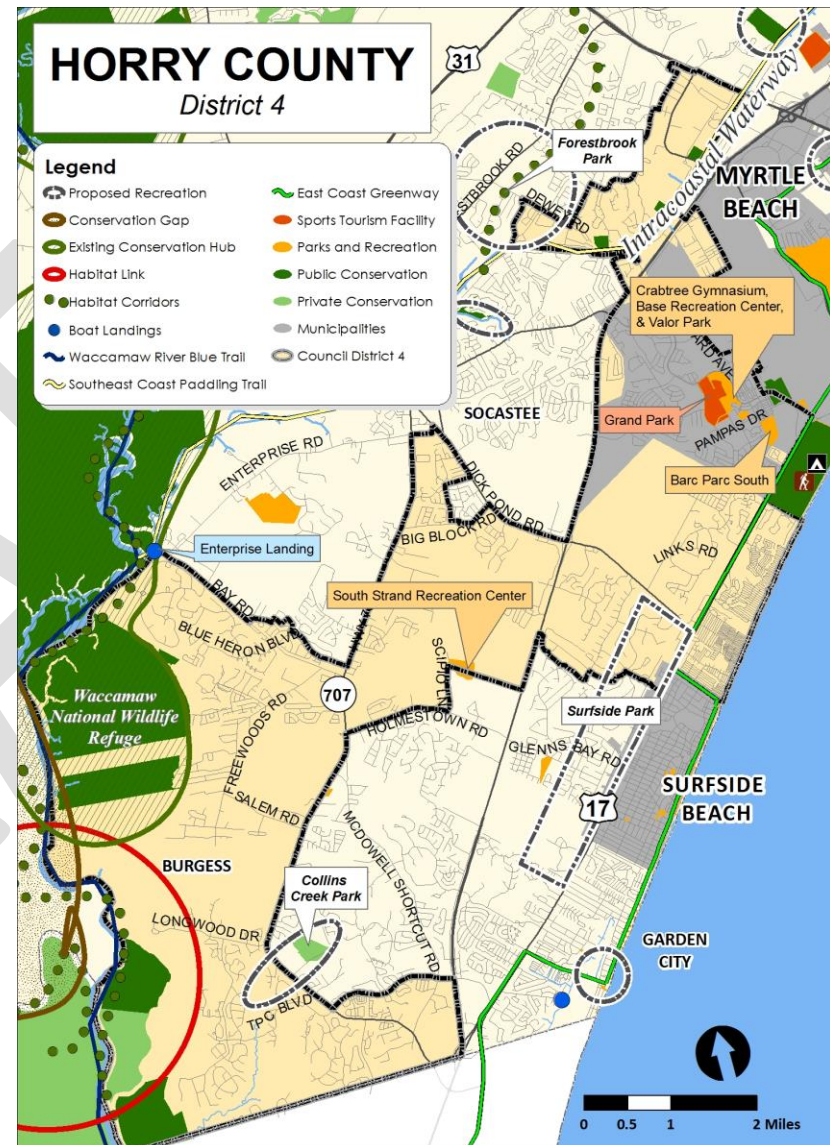 HORRY COUNTY
District 4
Legend
Proposed Recreation
Conservation Gap
Existing Conservation Hub
Habitat Link
Habitat Corridors
Boat Landings
Waccamaw River Blue Trail
Southeast Coast Paddling Trail
East Coast Greenway
Sports Tourism Facility
Parks and Recreation
Public Conservation
Private Conservation
Municipalities
Council District 4
31
Forestbrook
Park
DEWEY RD
Intracoastal Waterway
MYRTLE
BEACH
Crabtree Gymnasium,
Base Recreation Center,
& Valor Park
Grand Park
PAMPAS DR
Barc Parc South
SOCASTEE
ENTERPRISE RD
DICK POND RD
BIG BLOCK RD
LINKS RD
Enterprise Landing
BAY RD
South Strand Recreation Center
BLUE HERON BLVD
SCIPIO LN
707
Waccamaw
National Wildlife
Refuge
FREEWOODS RD
HOLMESTOWN RD
Surfside Park
GLENNS BAY RD
17
SURFSIDE
BEACH
SALEM RD
MCDOWELL SHORTCUT RD
BURGESS
Collins
Creek Park
LONGWOOD DR
GARDEN
CITY
TPC BLVD
0 0.5 1 2 Miles